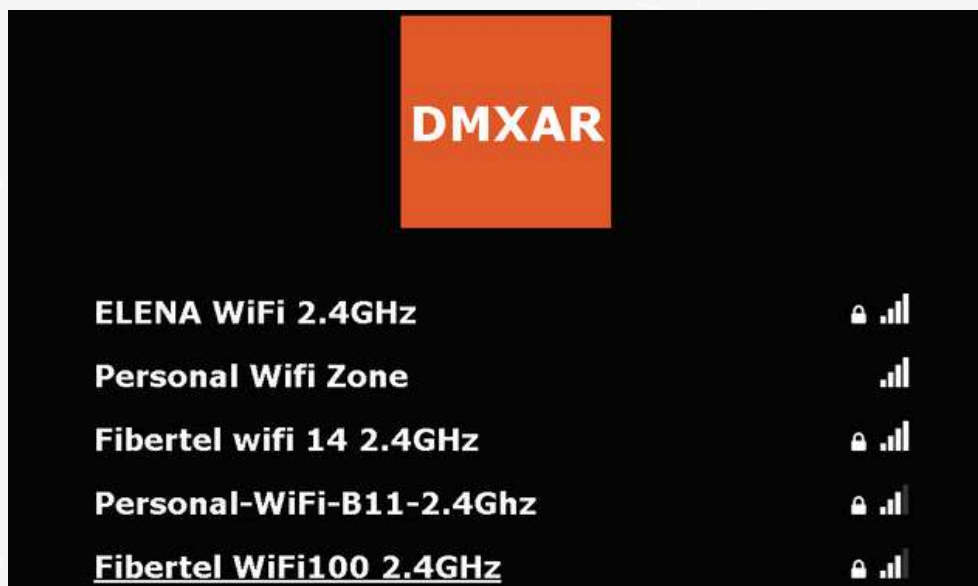 DMXAR
ELENA WiFi 2.4GHz
Personal Wifi Zone
Fibertel wifi 14 2.4GHz
Personal-WiFi-B11-2.4Ghz
Fibertel WiFi100 2.4GHz